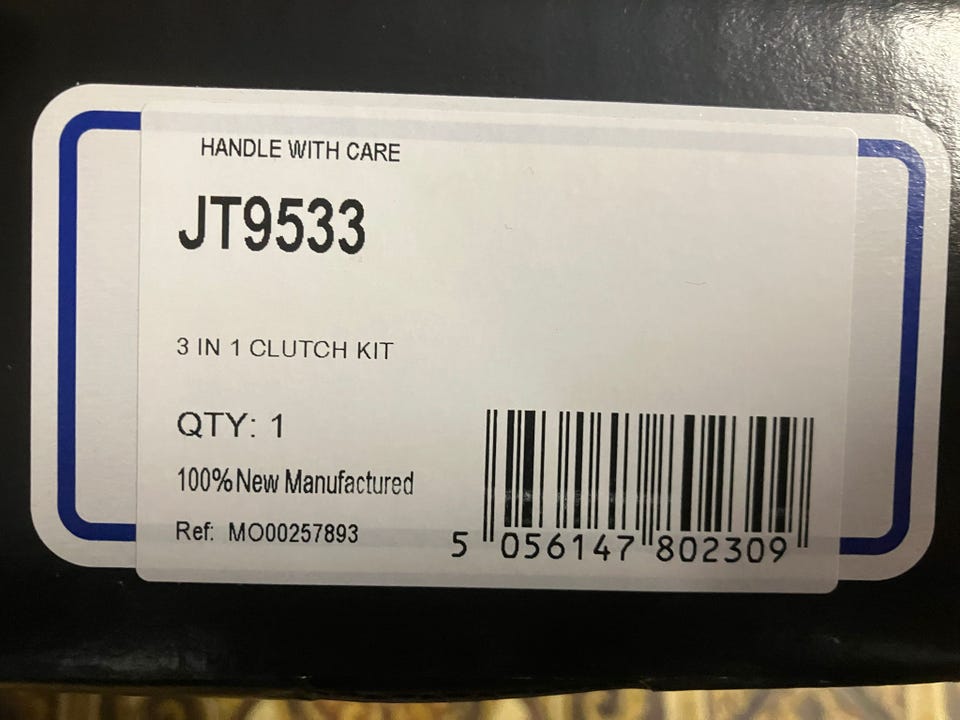 HANDLE WITH CARE
JT9533
3 IN 1 CLUTCH KIT
QTY: 1
100% New Manufactured
Ref: MO00257893
5 056147 802309